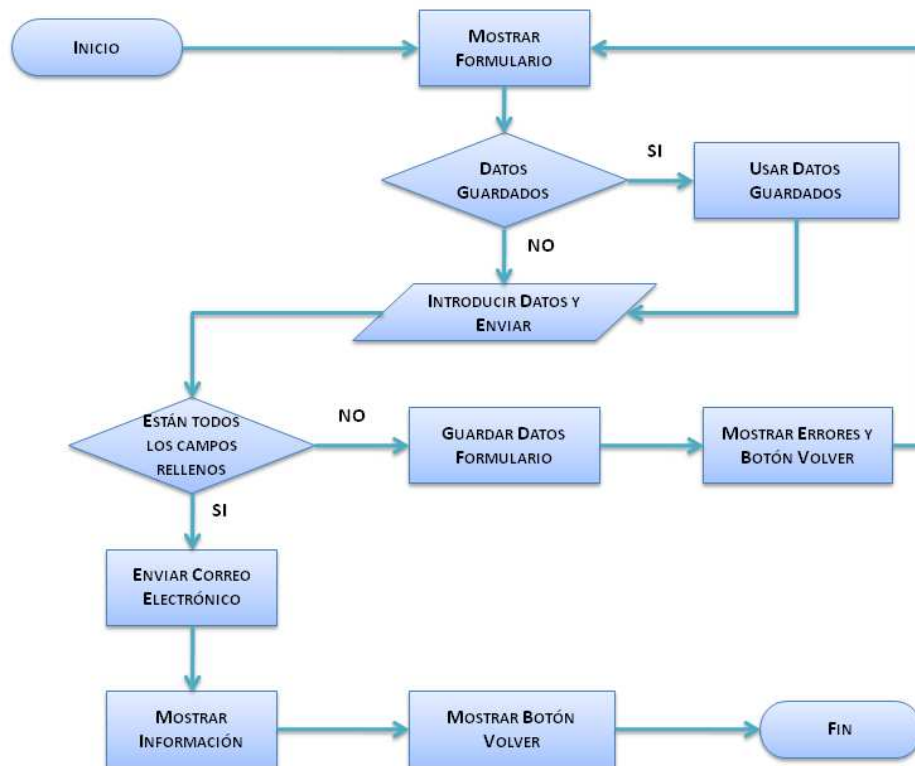 INICIO
MOSTRAR
FORMULARIO
DATOS
GUARDADOS
SI
USAR DATOS
GUARDADOS
NO
INTRODUCIR DATOS Y
ENVIAR
ESTÁN TODOS
LOS CAMPOS
RELLENOS
NO
GUARDAR DATOS
FORMULARIO
MOSTRAR ERRORES Y
BOTÓN VOLVER
SI
ENVIAR CORREO
ELECTRÓNICO
MOSTRAR
INFORMACIÓN
MOSTRAR BOTÓN
VOLVER
FIN